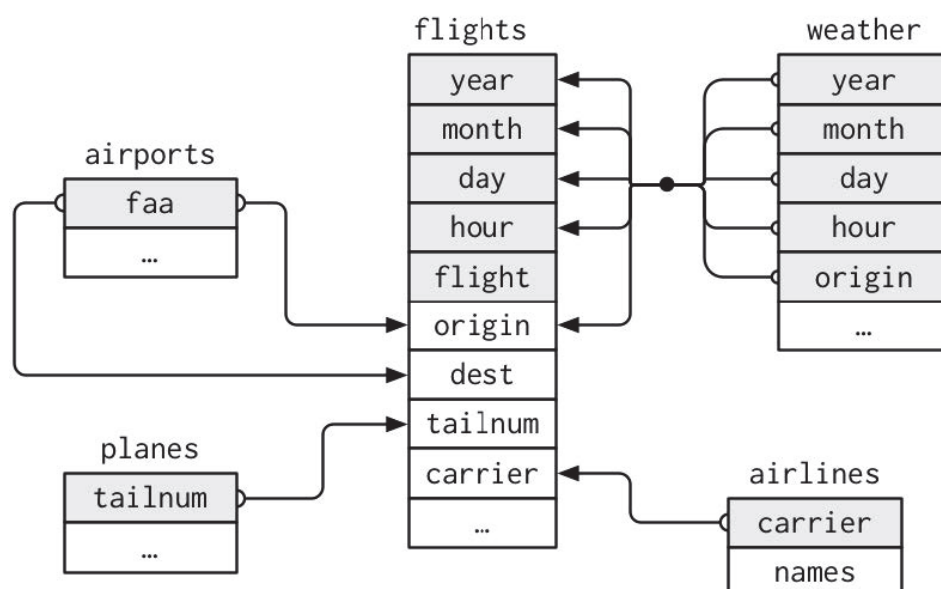 flights
year
month
day
hour
flight
origin
dest
tailnum
carrier
…
weather
year
month
day
hour
origin
…
airports
faa
…
planes
tailnum
…
airlines
carrier
names